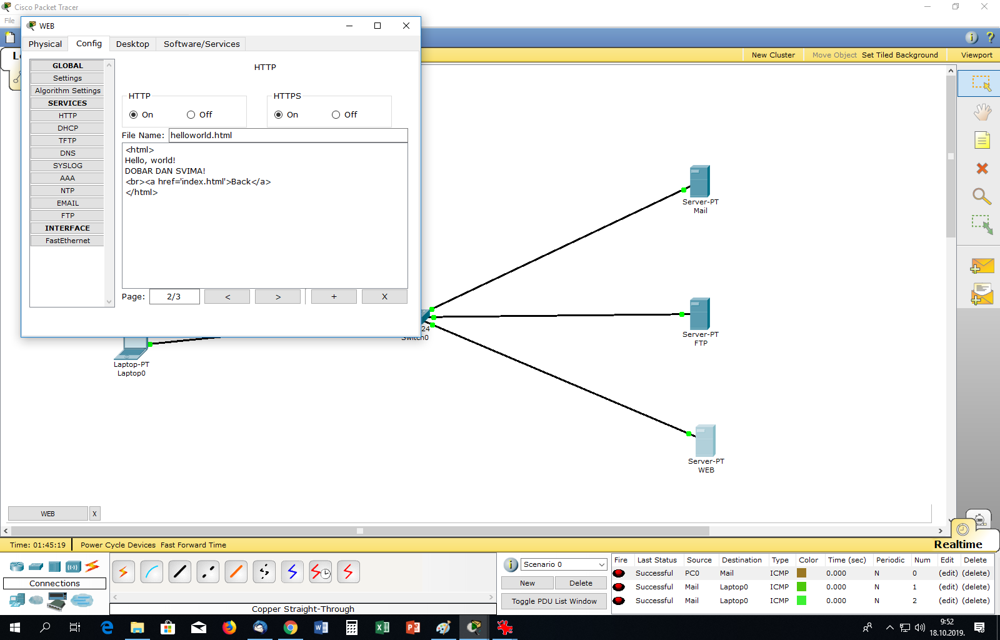 Cisco Packet Tracer
File
WEB
Physical Config Desktop Software/Services
New Cluster Move Object Set Tiled Background Viewport
GLOBAL
Settings
Algorithm Settings
SERVICES
HTTP
DHCP
TFTP
DNS
SYSLOG
AAA
NTP
EMAIL
FTP
INTERFACE
FastEthernet
HTTP
HTTP
On Off
HTTPS
On Off
File Name: helloworld.html
<html>
Hello, world!
DOBAR DAN SVIMA!
<br><a href='index.html'>Back</a>
</html>
Page: 2/3 < > + X
Server-PT
Mail
Server-PT
FTP
24
Switch0
Laptop-PT
Laptop0
Server-PT
WEB
WEB X
Time: 01:45:19 Power Cycle Devices Fast Forward Time
Realtime
Connections
Copper Straight-Through
Scenario 0
New Delete
Toggle PDU List Window
Fire Last Status Source Destination Type Color Time (sec) Periodic Num Edit Delete
Successful PC0 Mail ICMP 0.000 N 0 (edit) (delete)
Successful Mail Laptop0 ICMP 0.000 N 1 (edit) (delete)
Successful Mail Laptop0 ICMP 0.000 N 2 (edit) (delete)
9:52
18.10.2019.